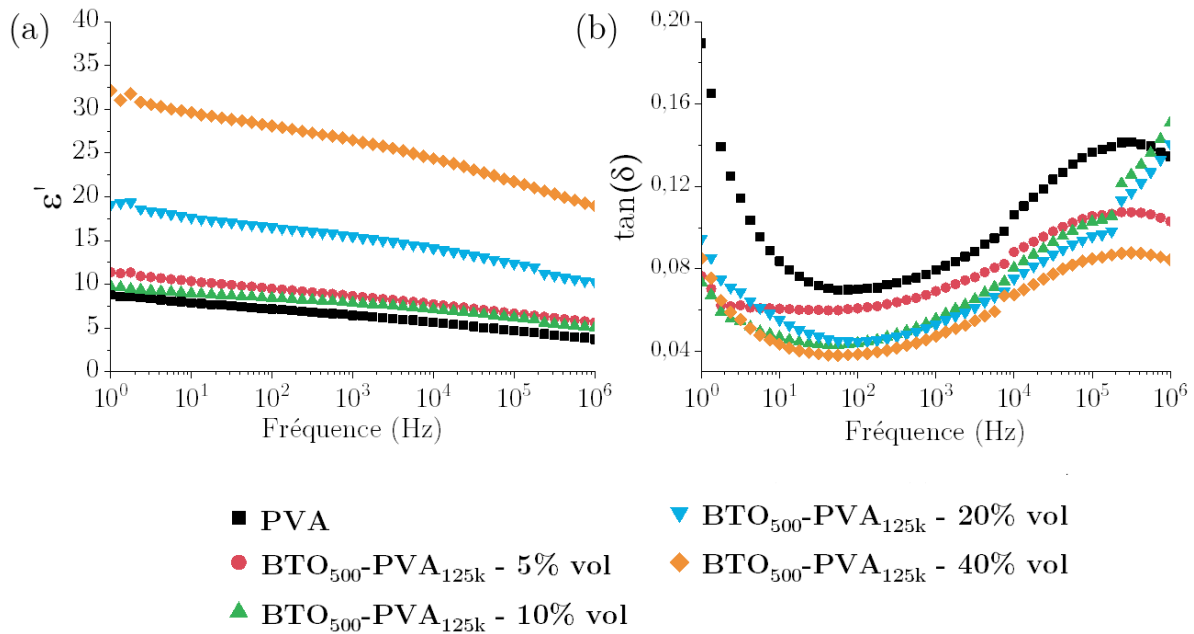 (a)
40
35
30
25
20
15
10
5
0
ε'
10⁰ 10¹ 10² 10³ 10⁴ 10⁵ 10⁶
Fréquence (Hz)
(b)
0,20
0,16
0,12
0,08
0,04
tan(δ)
10⁰ 10¹ 10² 10³ 10⁴ 10⁵ 10⁶
Fréquence (Hz)
PVA
BTO₅₀₀-PVA₁₂₅ₖ - 5% vol
BTO₅₀₀-PVA₁₂₅ₖ - 10% vol
BTO₅₀₀-PVA₁₂₅ₖ - 20% vol
BTO₅₀₀-PVA₁₂₅ₖ - 40% vol